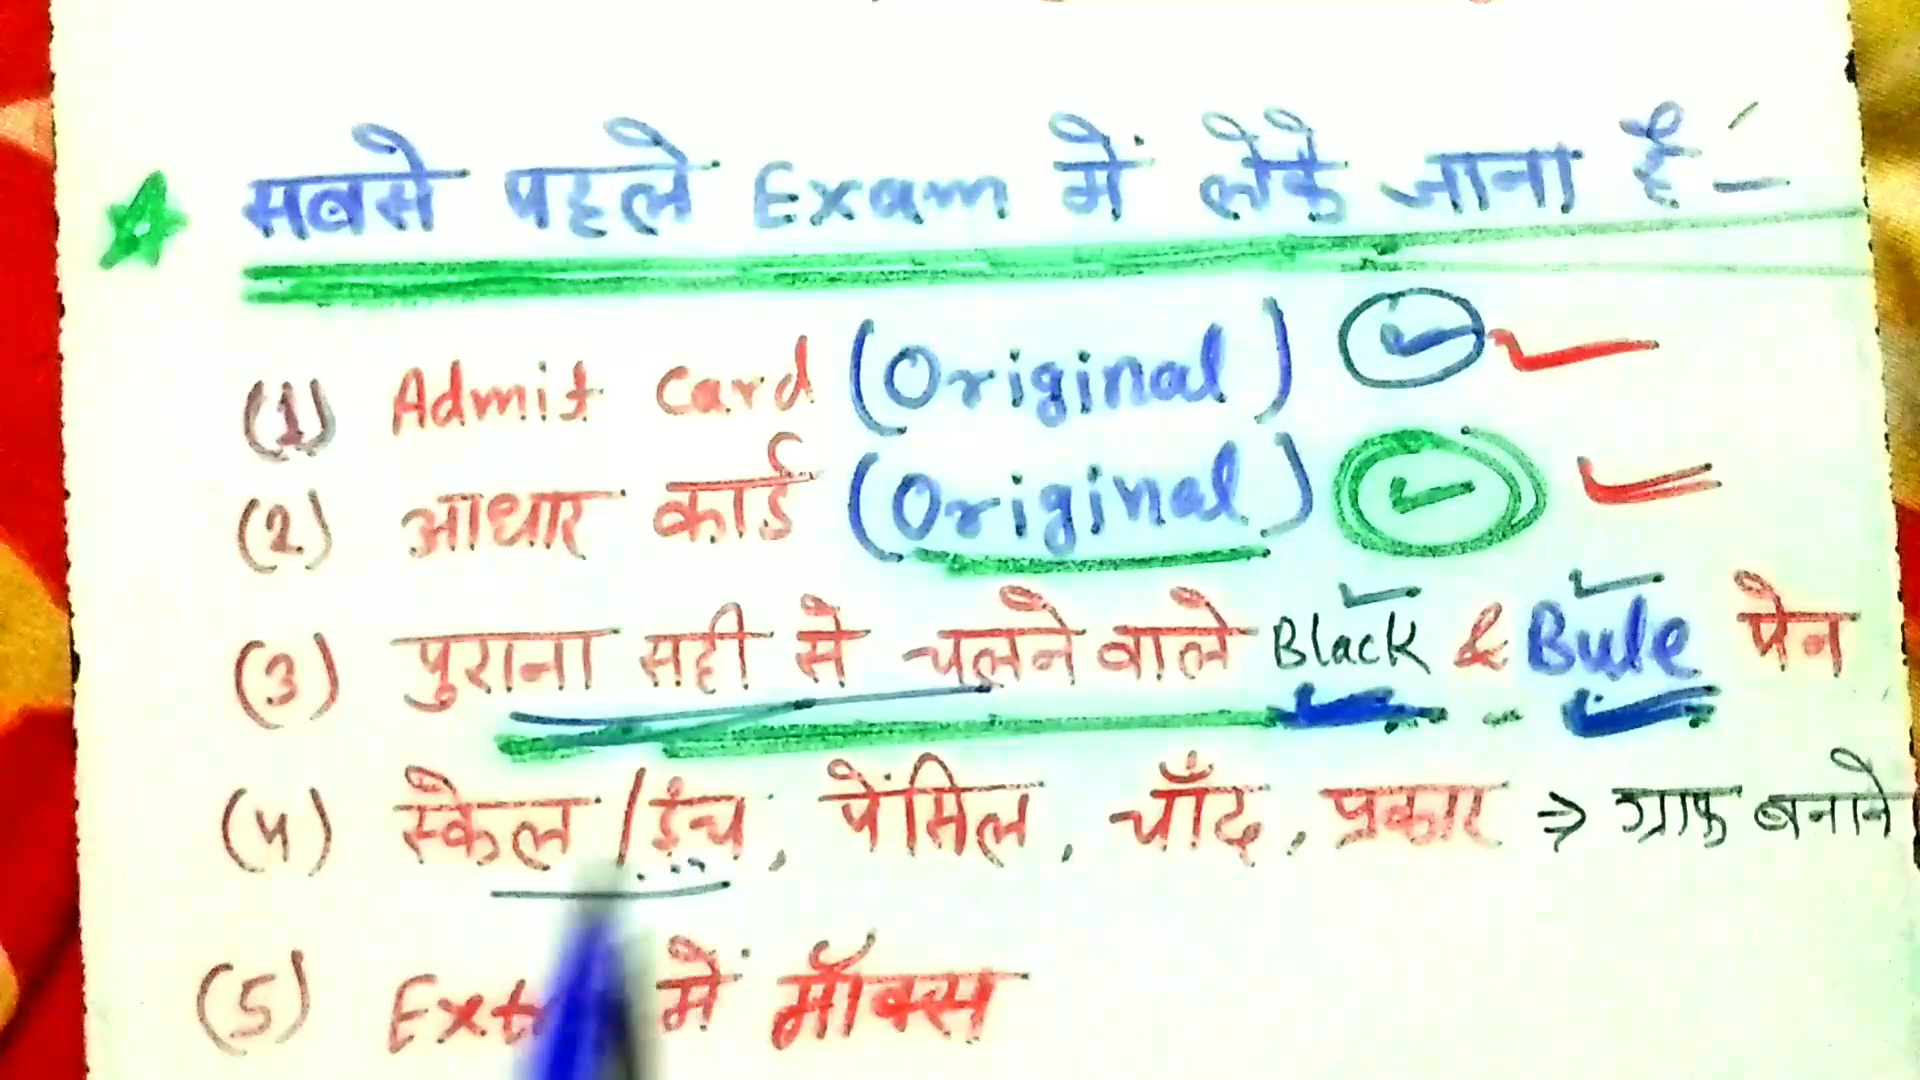 सबसे पहले Exam में लेके जाना है -
(1) Admit Card (Original)
(2) आधार कार्ड (Original)
(3) पुराना सही से चलने वाले Black & Bule पेन
(4) स्केल / इंच, पेंसिल, चाँद, प्रकार ⇒ ग्राफ बनाने
(5) में मॉक्स